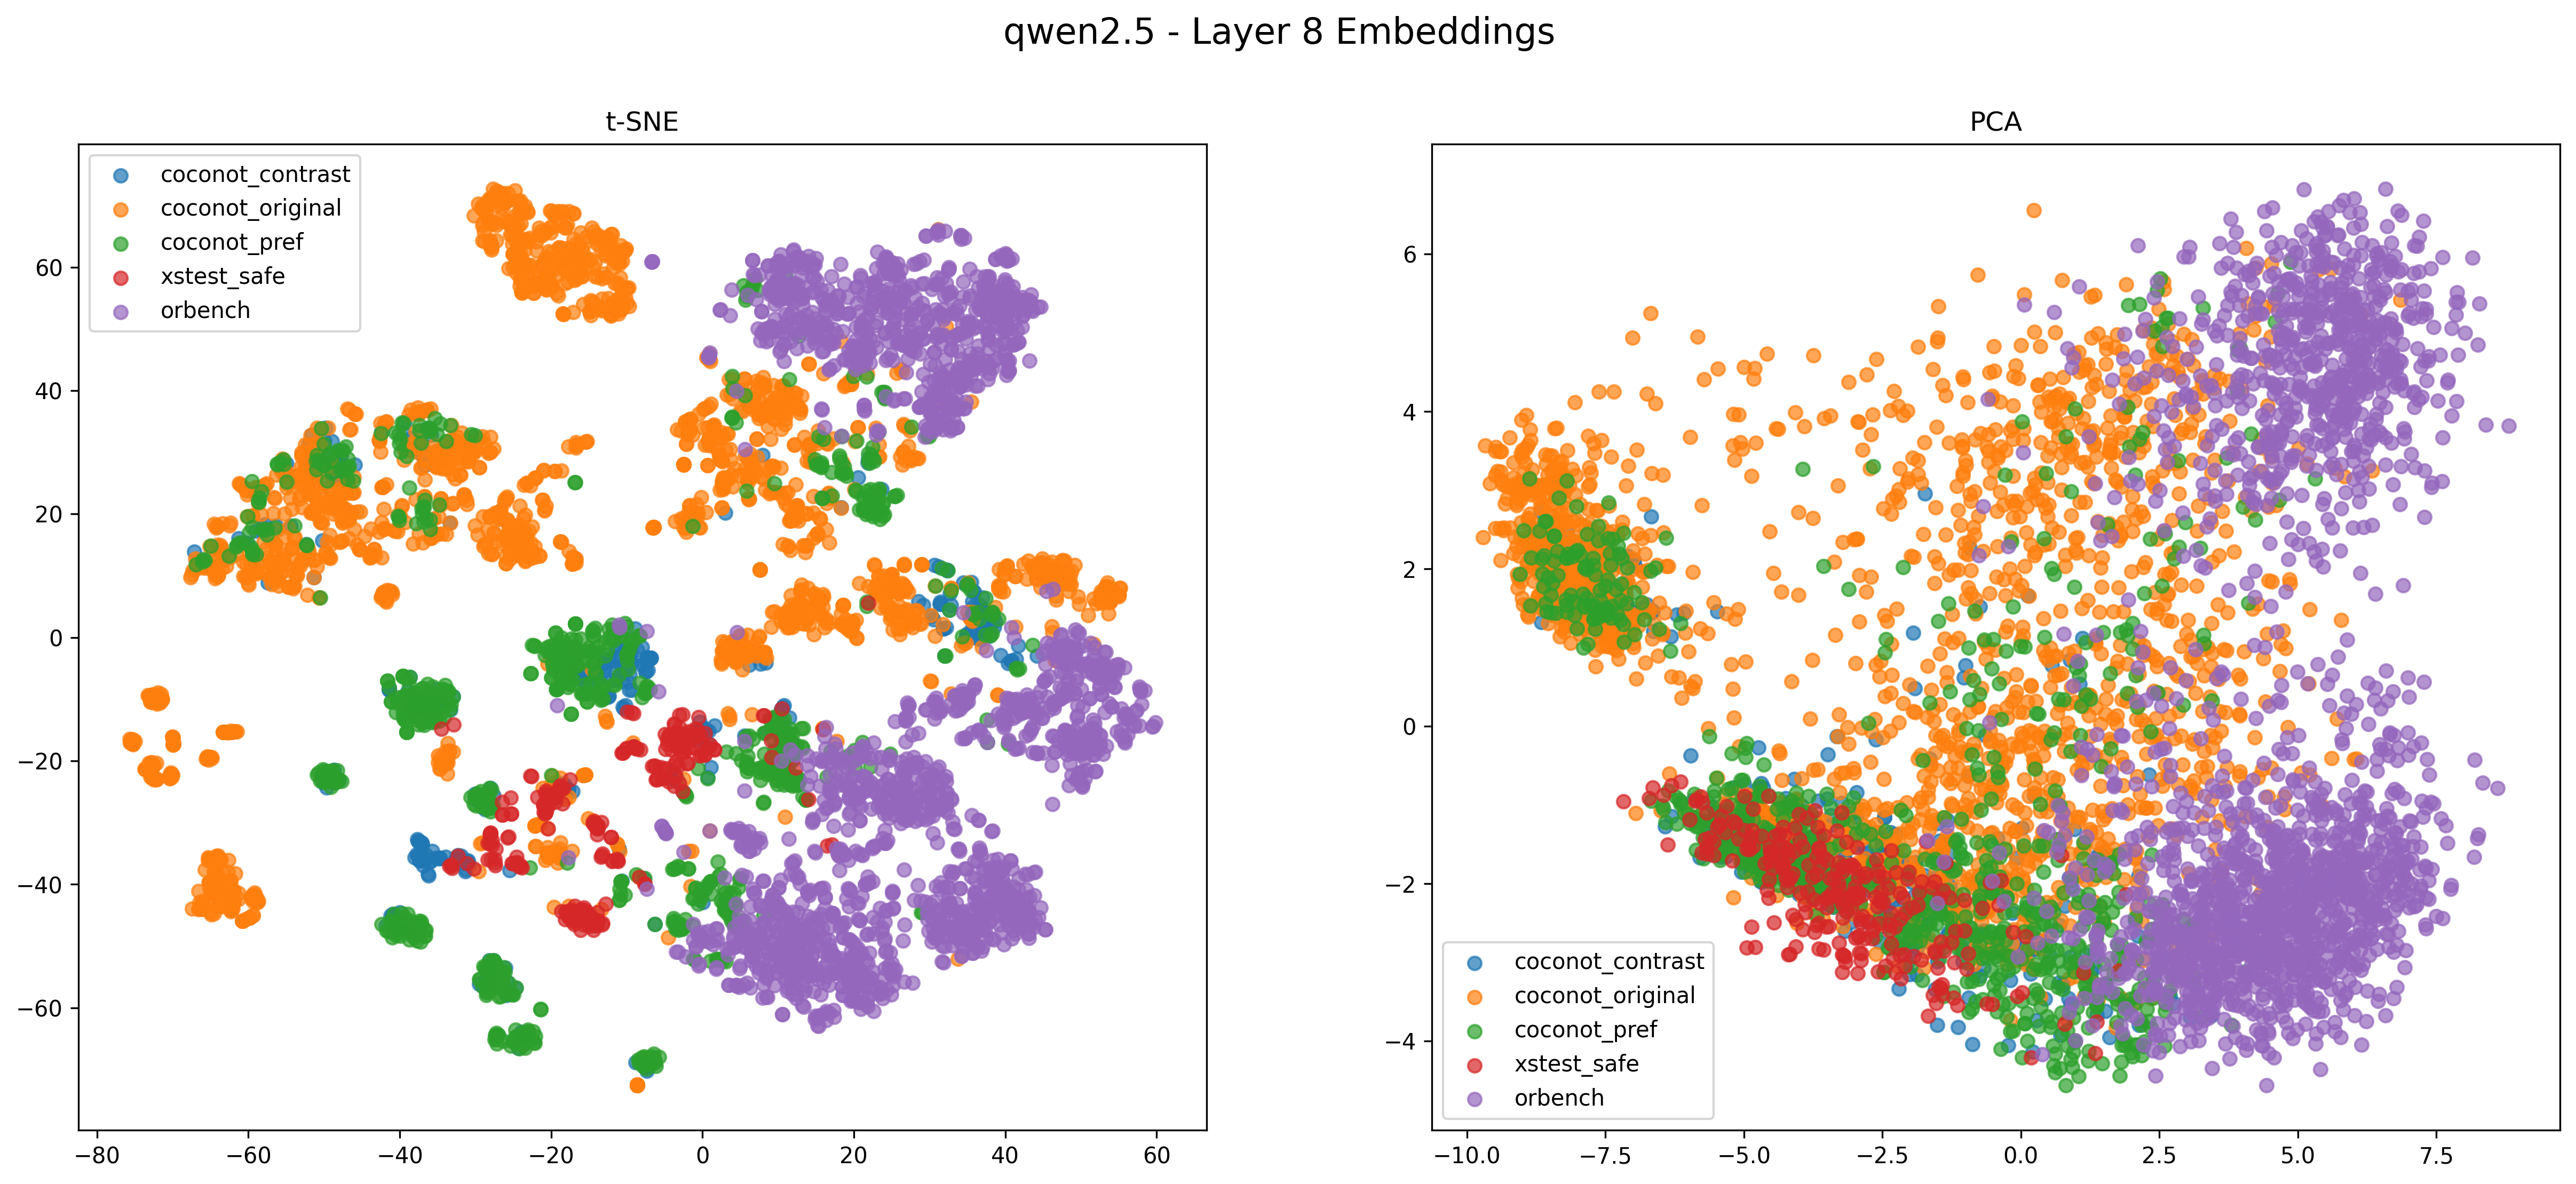 qwen2.5 - Layer 8 Embeddings
t-SNE
coconot_contrast
coconot_original
coconot_pref
xstest_safe
orbench
60
40
20
0
−20
−40
−60
−80 −60 −40 −20 0 20 40 60
PCA
6
4
2
0
−2
−4
coconot_contrast
coconot_original
coconot_pref
xstest_safe
orbench
−10.0 −7.5 −5.0 −2.5 0.0 2.5 5.0 7.5